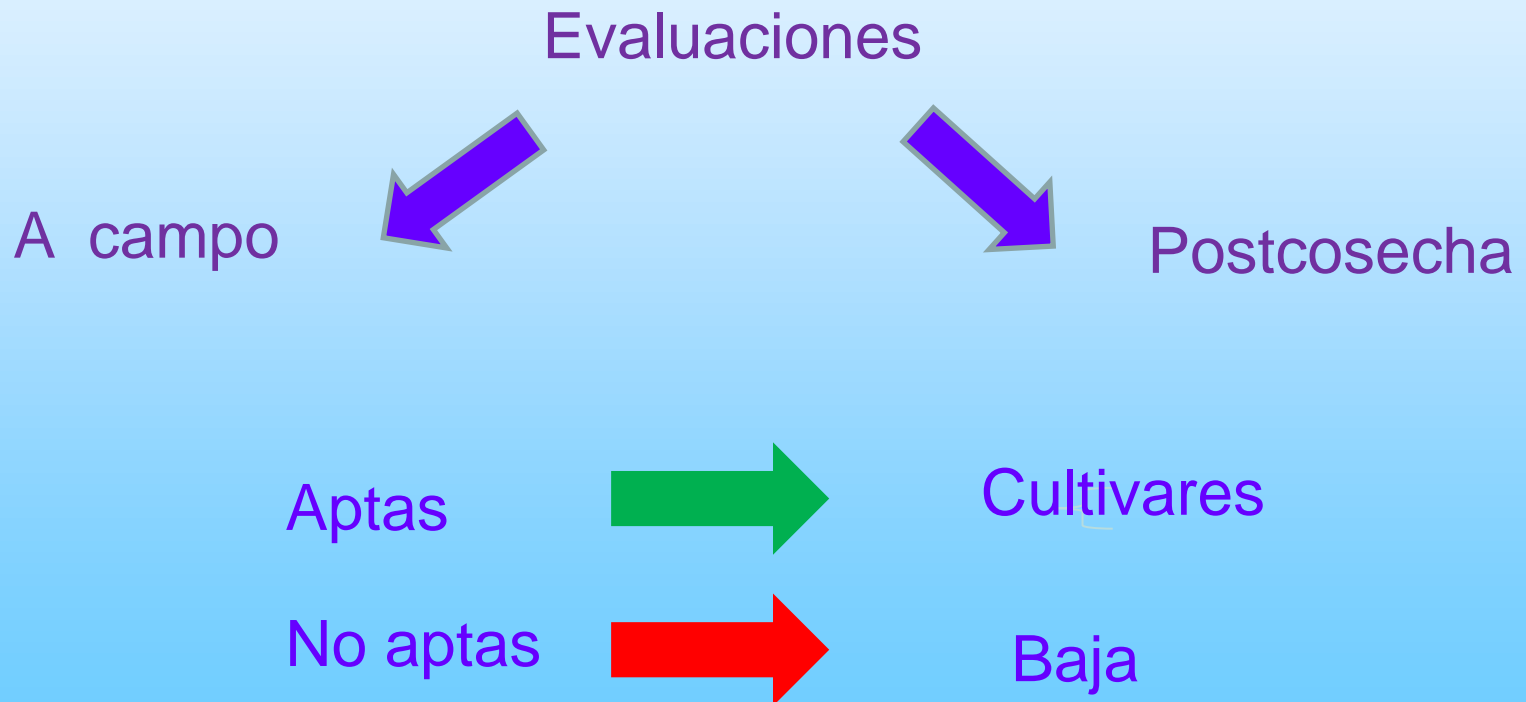 Evaluaciones
A campo
Postcosecha
Aptas
Cultivares
No aptas
Baja